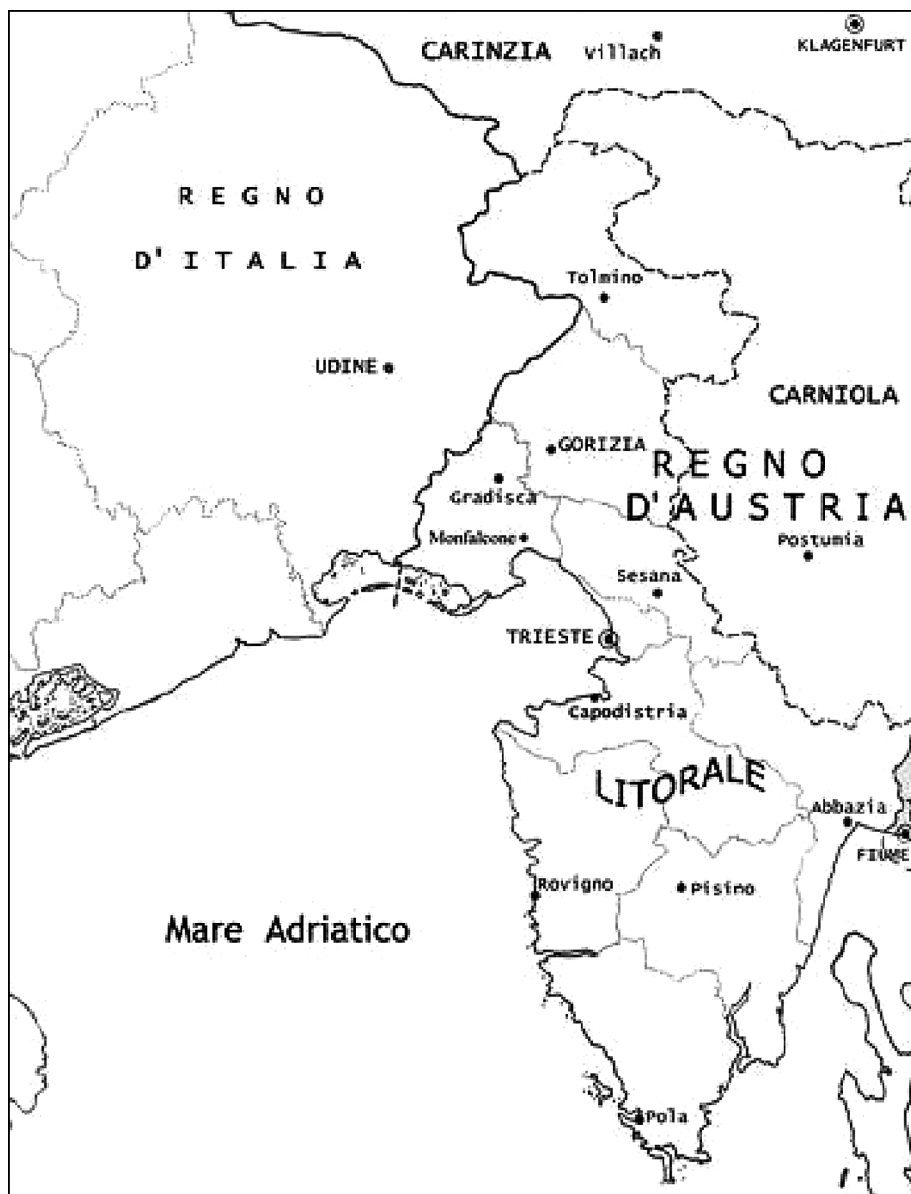 CARINZIA
Villach
KLAGENFURT
REGNO
D'ITALIA
Tolmino
UDINE
CARNIOLA
GORIZIA
REGNO
D'AUSTRIA
Gradisca
Monfalcone
Postumia
Sesana
TRIESTE
Capodistria
LITORALE
Abbazia
FIUME
Rovigno
Pisino
Mare Adriatico
Pola